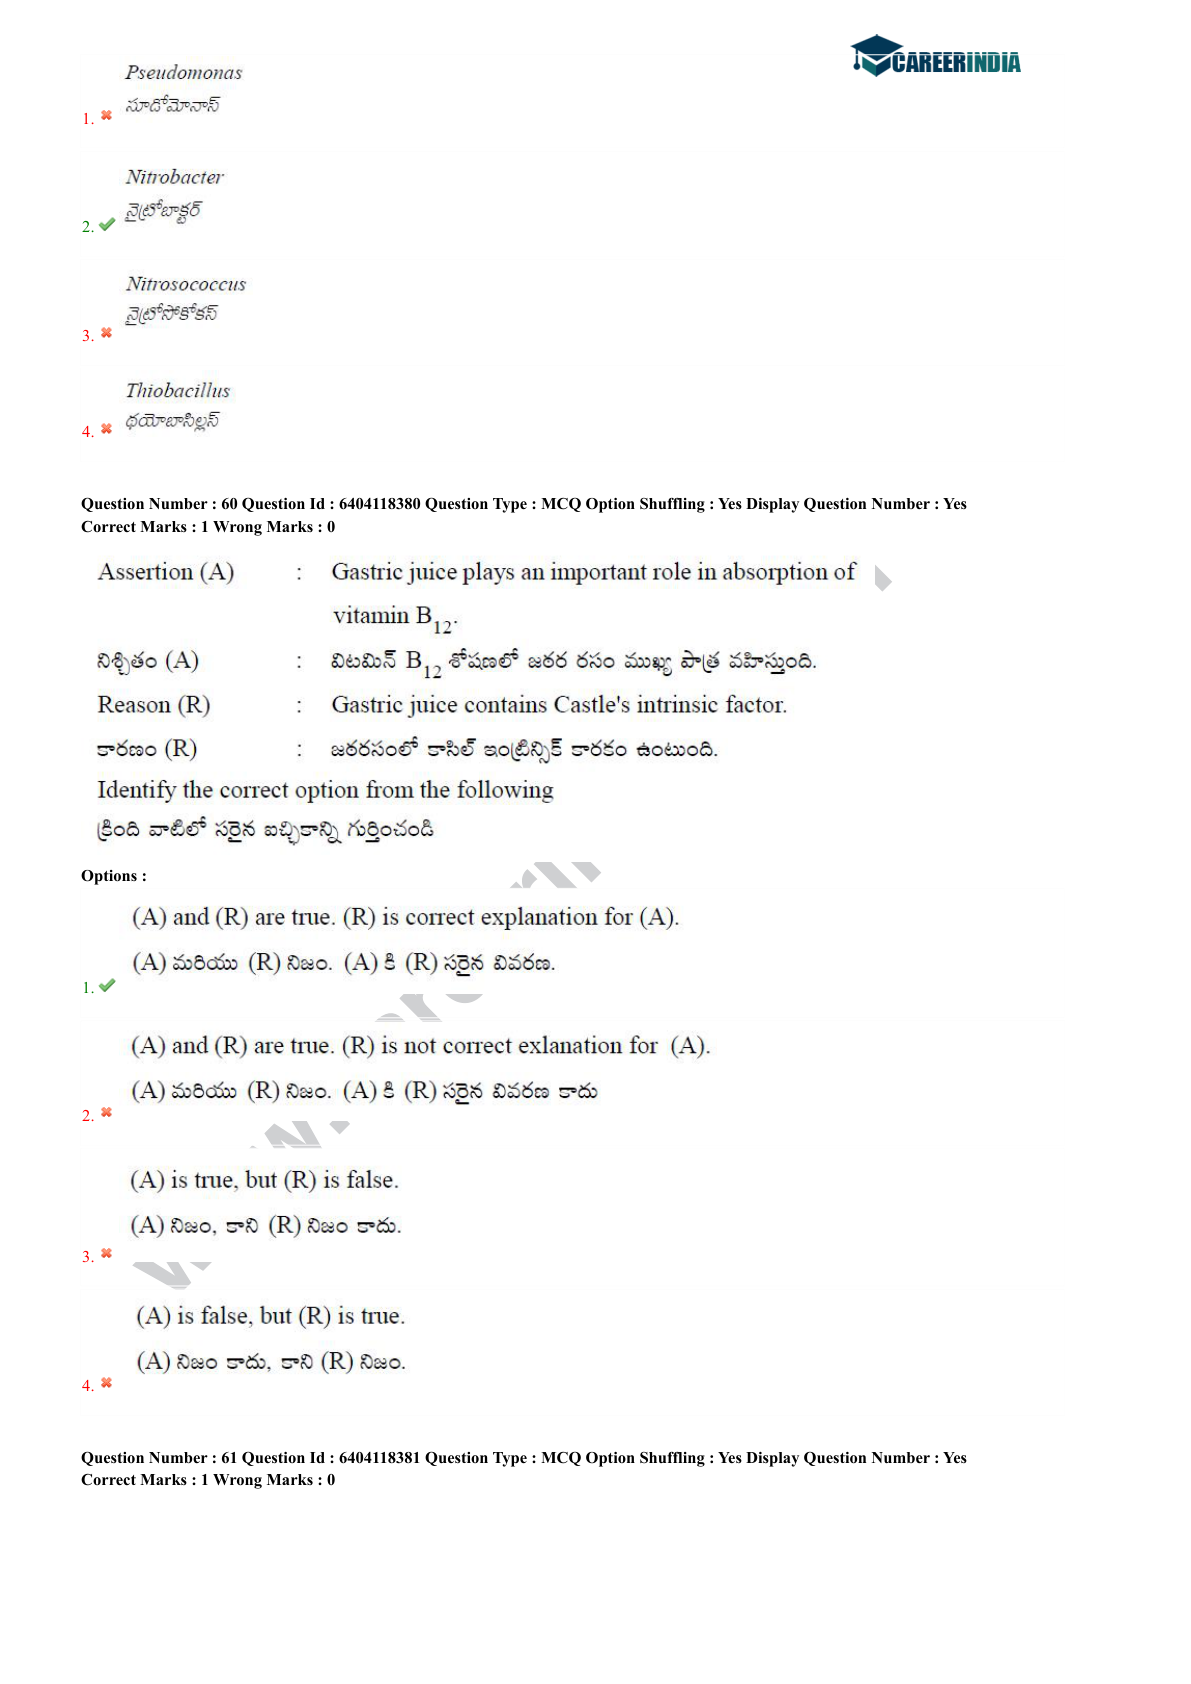 CAREERINDIA
Pseudomonas
సూడోమోనాస్
1.
Nitrobacter
నైట్రోబాక్టర్
2.
Nitrosococcus
నైట్రోసోకోకస్
3.
Thiobacillus
థయోబాసిల్లస్
4.
Question Number : 60 Question Id : 6404118380 Question Type : MCQ Option Shuffling : Yes Display Question Number : Yes
Correct Marks : 1 Wrong Marks : 0
Assertion (A) : Gastric juice plays an important role in absorption of
vitamin B12.
నిశ్చితం (A) : విటమిన్ B12 శోషణలో జఠర రసం ముఖ్య పాత్ర వహిస్తుంది.
Reason (R) : Gastric juice contains Castle's intrinsic factor.
కారణం (R) : జఠరసంలో కాసిల్ ఇంట్రిన్సిక్ కారకం ఉంటుంది.
Identify the correct option from the following
క్రింది వాటిలో సరైన ఐచ్ఛికాన్ని గుర్తించండి
Options :
(A) and (R) are true. (R) is correct explanation for (A).
(A) మరియు (R) నిజం. (A) కి (R) సరైన వివరణ.
1.
(A) and (R) are true. (R) is not correct exlanation for (A).
(A) మరియు (R) నిజం. (A) కి (R) సరైన వివరణ కాదు
2.
(A) is true, but (R) is false.
(A) నిజం, కాని (R) నిజం కాదు.
3.
(A) is false, but (R) is true.
(A) నిజం కాదు, కాని (R) నిజం.
4.
Question Number : 61 Question Id : 6404118381 Question Type : MCQ Option Shuffling : Yes Display Question Number : Yes
Correct Marks : 1 Wrong Marks : 0